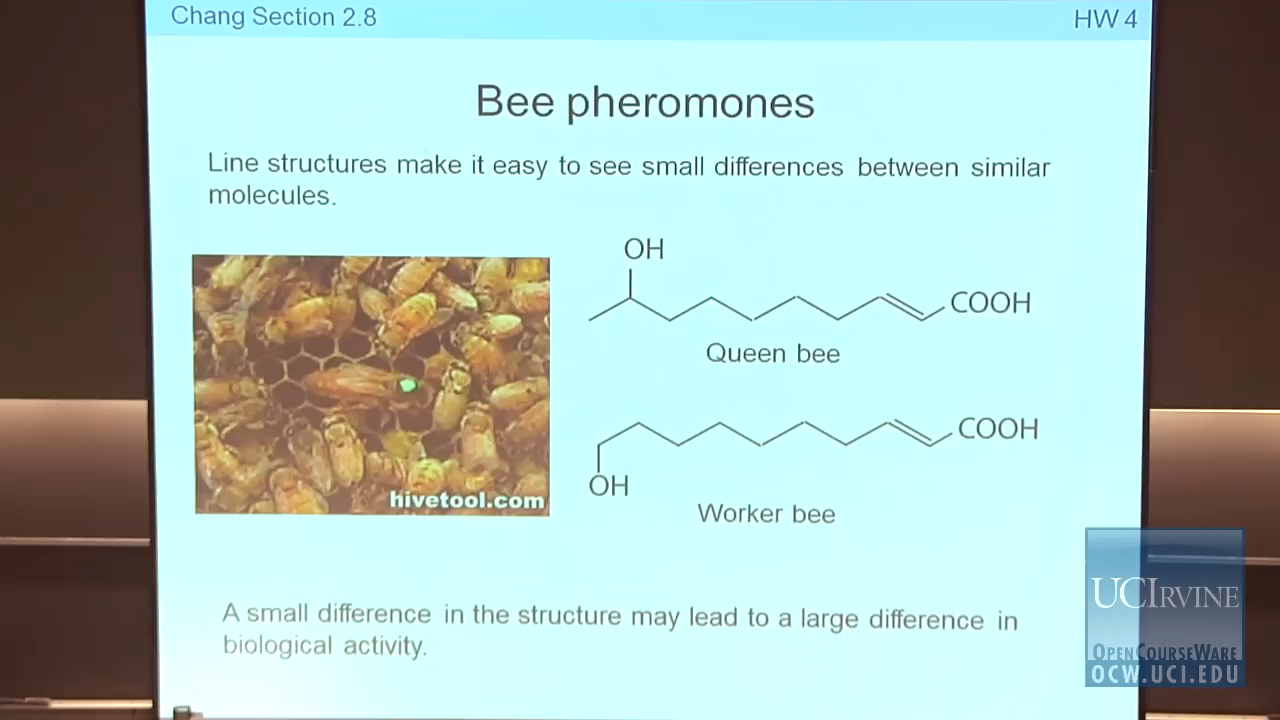 Chang Section 2.8
HW 4
Bee pheromones
Line structures make it easy to see small differences between similar
molecules.
OH
COOH
Queen bee
COOH
OH
Worker bee
hivetool.com
A small difference in the structure may lead to a large difference in
biological activity.
UCIRVINE
OPENCOURSEWARE
OCW.UCI.EDU